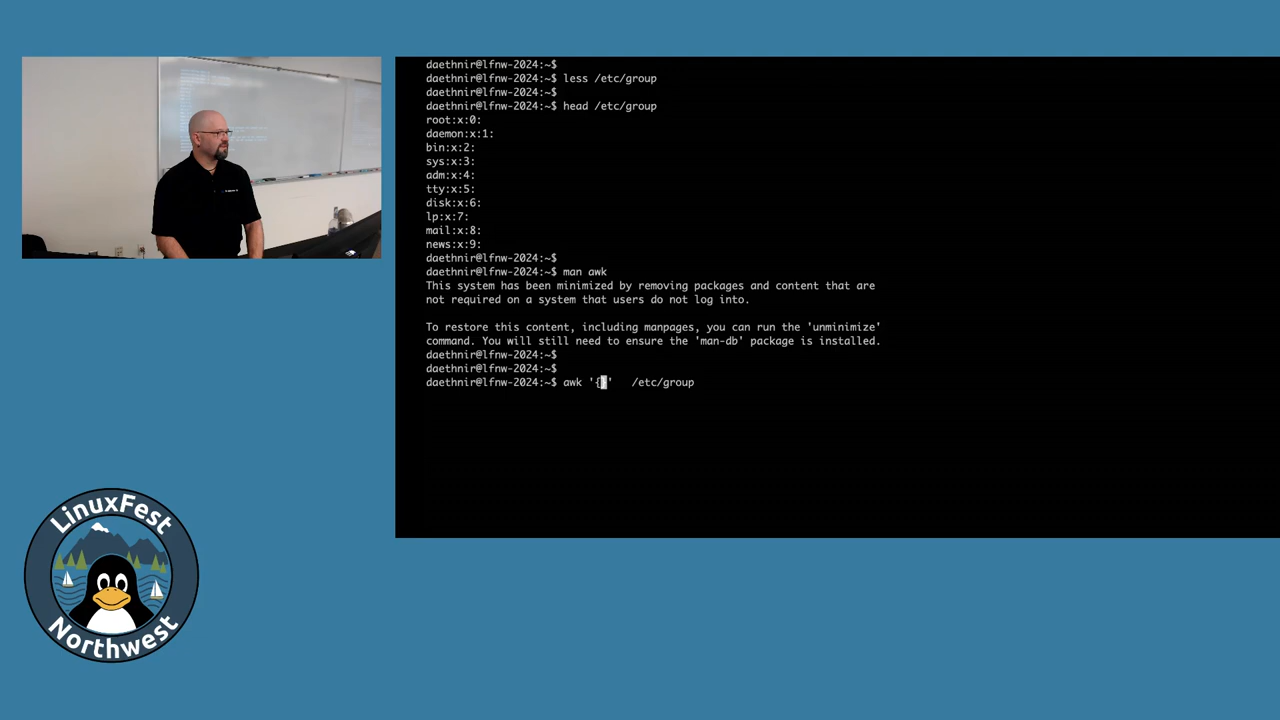 daethnir@lfnw-2024:~$
daethnir@lfnw-2024:~$ less /etc/group
daethnir@lfnw-2024:~$
daethnir@lfnw-2024:~$ head /etc/group
root:x:0:
daemon:x:1:
bin:x:2:
sys:x:3:
adm:x:4:
tty:x:5:
disk:x:6:
lp:x:7:
mail:x:8:
news:x:9:
daethnir@lfnw-2024:~$
daethnir@lfnw-2024:~$ man awk
This system has been minimized by removing packages and content that are
not required on a system that users do not log into.
To restore this content, including manpages, you can run the 'unminimize'
command. You will still need to ensure the 'man-db' package is installed.
daethnir@lfnw-2024:~$
daethnir@lfnw-2024:~$
daethnir@lfnw-2024:~$ awk '{}'   /etc/group
LinuxFest
Northwest